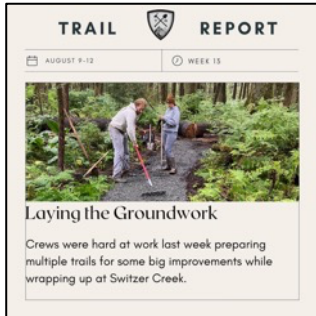 TRAIL REPORT
AUGUST 9-12
WEEK 15
Laying the Groundwork
Crews were hard at work last week preparing
multiple trails for some big improvements while
wrapping up at Switzer Creek.